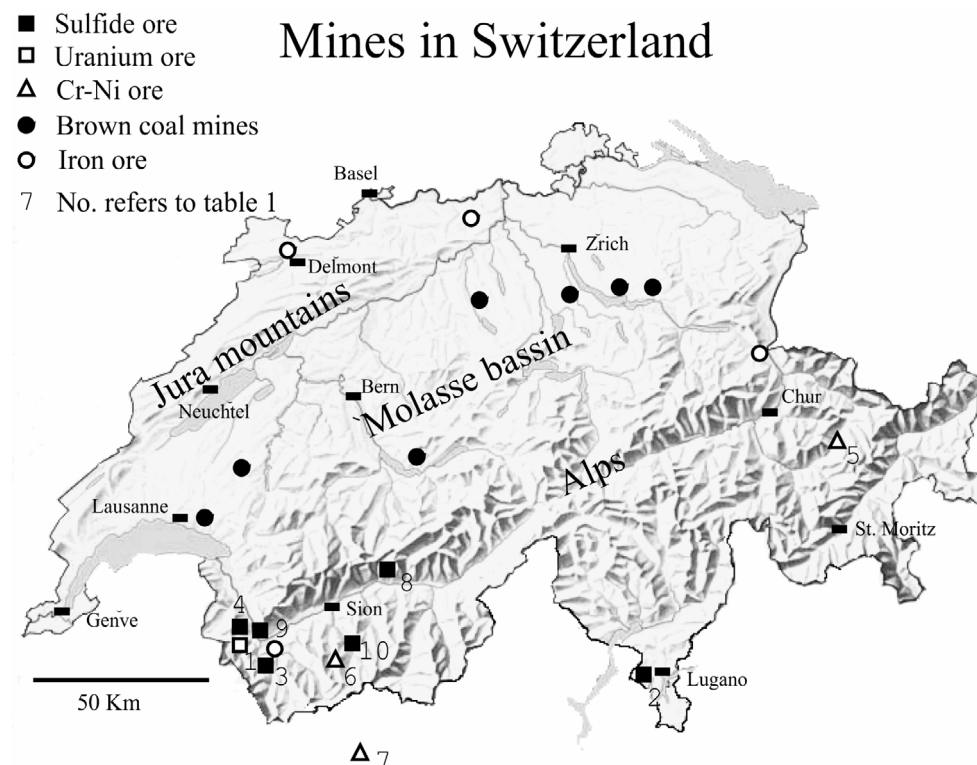 Mines in Switzerland
Sulfide ore
Uranium ore
Cr-Ni ore
Brown coal mines
Iron ore
7 No. refers to table 1
Basel
Zrich
Delmont
Jura mountains
Molasse bassin
Bern
Neuchtel
Chur
5
Alps
Lausanne
St. Moritz
8
Sion
Genve
4
9
10
1
3
6
Lugano
2
50 Km
7